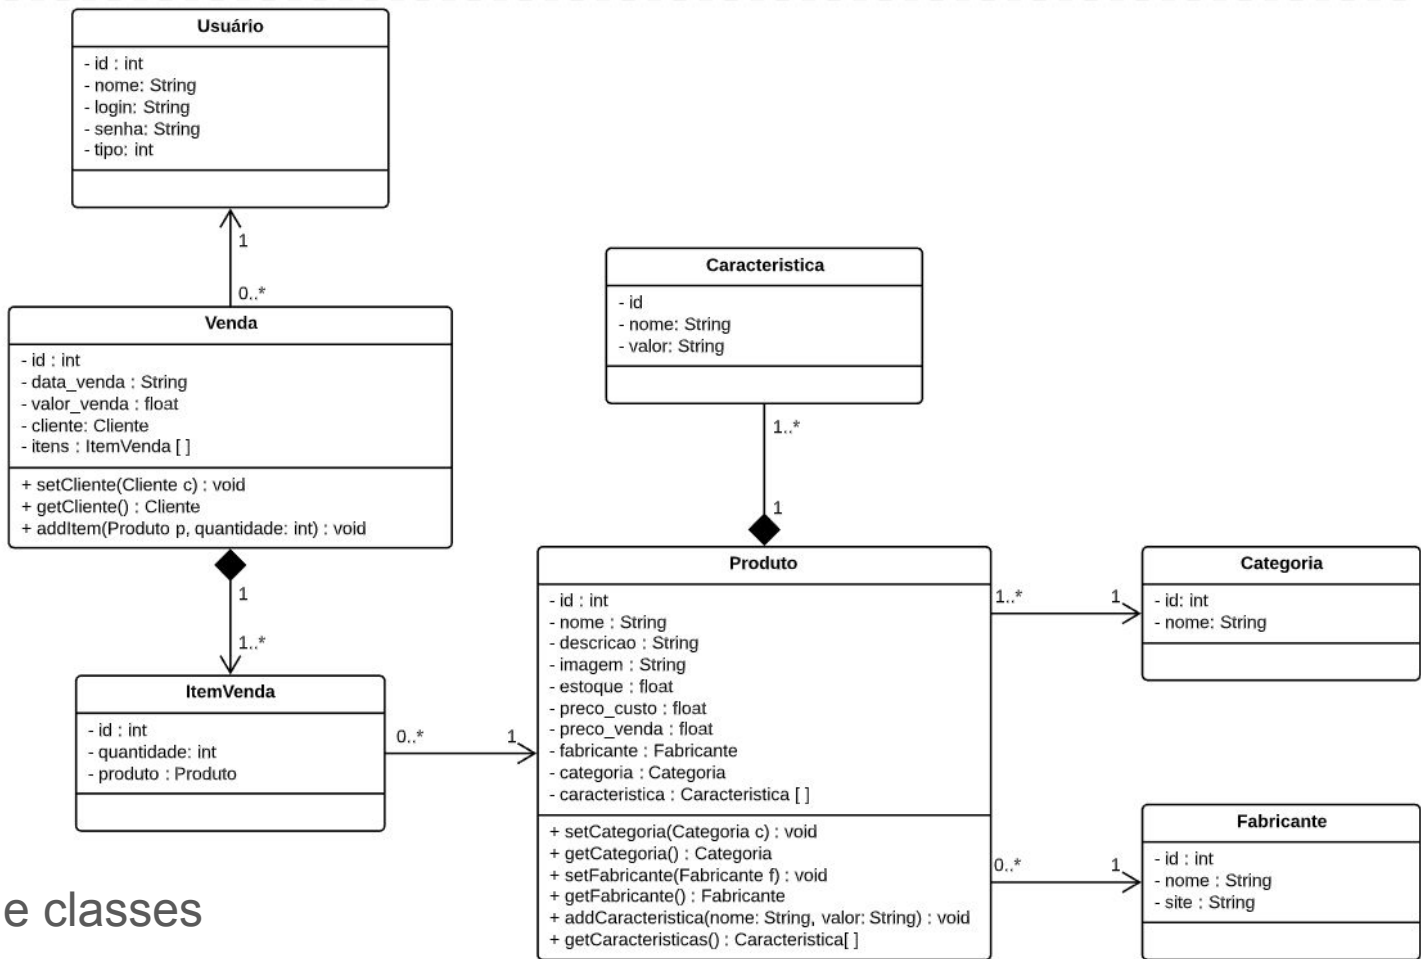 Usuário
- id : int
- nome: String
- login: String
- senha: String
- tipo: int
1
0..*
Venda
- id : int
- data_venda : String
- valor_venda : float
- cliente: Cliente
- itens : ItemVenda [ ]
+ setCliente(Cliente c) : void
+ getCliente() : Cliente
+ addItem(Produto p, quantidade: int) : void
1
1..*
ItemVenda
- id : int
- quantidade: int
- produto : Produto
0..*
1
Caracteristica
- id
- nome: String
- valor: String
1..*
1
Produto
- id : int
- nome : String
- descricao : String
- imagem : String
- estoque : float
- preco_custo : float
- preco_venda : float
- fabricante : Fabricante
- categoria : Categoria
- caracteristica : Caracteristica [ ]
+ setCategoria(Categoria c) : void
+ getCategoria() : Categoria
+ setFabricante(Fabricante f) : void
+ getFabricante() : Fabricante
+ addCaracteristica(nome: String, valor: String) : void
+ getCaracteristicas() : Caracteristica[ ]
1..*
1
Categoria
- id: int
- nome: String
0..*
1
Fabricante
- id : int
- nome : String
- site : String
e classes